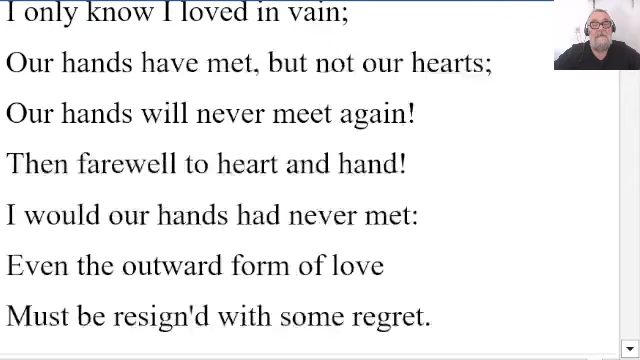 I only know I loved in vain;
Our hands have met, but not our hearts;
Our hands will never meet again!
Then farewell to heart and hand!
I would our hands had never met:
Even the outward form of love
Must be resign'd with some regret.